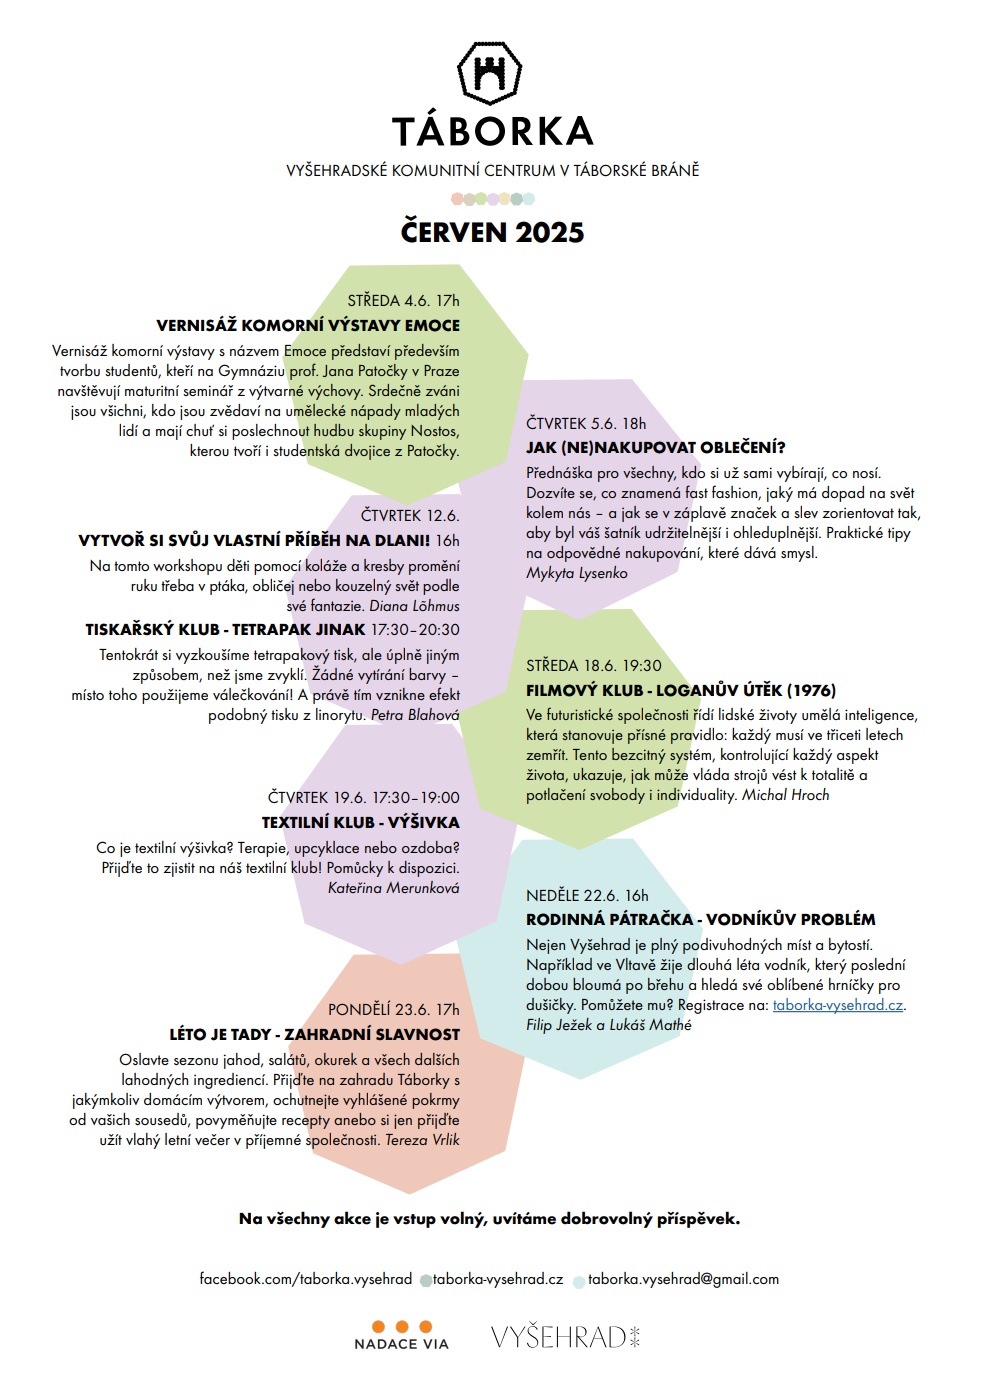 TÁBORKA
VYŠEHRADSKÉ KOMUNITNÍ CENTRUM V TÁBORSKÉ BRÁNĚ
ČERVEN 2025
STŘEDA 4.6. 17h
VERNISÁŽ KOMORNÍ VÝSTAVY EMOCE
Vernisáž komorní výstavy s názvem Emoce představí především
tvorbu studentů, kteří na Gymnáziu prof. Jana Patočky v Praze
navštěvují maturitní seminář z výtvarné výchovy. Srdečně zváni
jsou všichni, kdo jsou zvědaví na umělecké nápady mladých
lidí a mají chuť si poslechnout hudbu skupiny Nostos,
kterou tvoří i studentská dvojice z Patočky.
ČTVRTEK 5.6. 18h
JAK (NE)NAKUPOVAT OBLEČENÍ?
Přednáška pro všechny, kdo si už sami vybírají, co nosí.
Dozvíte se, co znamená fast fashion, jaký má dopad na svět
kolem nás – a jak se v záplavě značek a slev zorientovat tak,
aby byl váš šatník udržitelnější i ohleduplnější. Praktické tipy
na odpovědné nakupování, které dává smysl.
Mykyta Lysenko
ČTVRTEK 12.6.
VYTVOŘ SI SVŮJ VLASTNÍ PŘÍBĚH NA DLANI! 16h
Na tomto workshopu děti pomocí koláže a kresby promění
ruku třeba v ptáka, obličej nebo kouzelný svět podle
své fantazie. Diana Lõhmus
TISKAŘSKÝ KLUB - TETRAPAK JINAK 17:30–20:30
Tentokrát si vyzkoušíme tetrapakový tisk, ale úplně jiným
způsobem, než jsme zvyklí. Žádné vytírání barvy –
místo toho použijeme válečkování! A právě tím vznikne efekt
podobný tisku z linorytu. Petra Blahová
STŘEDA 18.6. 19:30
FILMOVÝ KLUB - LOGANŮV ÚTĚK (1976)
Ve futuristické společnosti řídí lidské životy umělá inteligence,
která stanovuje přísné pravidlo: každý musí ve třiceti letech
zemřít. Tento bezcitný systém, kontrolující každý aspekt
života, ukazuje, jak může vláda strojů vést k totalitě a
potlačení svobody i individuality. Michal Hroch
ČTVRTEK 19.6. 17:30–19:00
TEXTILNÍ KLUB - VÝŠIVKA
Co je textilní výšivka? Terapie, upcyklace nebo ozdoba?
Přijďte to zjistit na náš textilní klub! Pomůcky k dispozici.
Kateřina Merunková
NEDĚLE 22.6. 16h
RODINNÁ PÁTRAČKA - VODNÍKŮV PROBLÉM
Nejen Vyšehrad je plný podivuhodných míst a bytostí.
Například ve Vltavě žije dlouhá léta vodník, který poslední
dobou bloumá po břehu a hledá své oblíbené hrníčky pro
dušičky. Pomůžete mu? Registrace na: taborka-vysehrad.cz.
Filip Ježek a Lukáš Mathé
PONDĚLÍ 23.6. 17h
LÉTO JE TADY - ZAHRADNÍ SLAVNOST
Oslavte sezonu jahod, salátů, okurek a všech dalších
lahodných ingrediencí. Přijďte na zahradu Táborky s
jakýmkoliv domácím výtvorem, ochutnejte vyhlášené pokrmy
od vašich sousedů, povyměňujte recepty anebo si jen přijďte
užít vlahý letní večer v příjemné společnosti. Tereza Vrlik
Na všechny akce je vstup volný, uvítáme dobrovolný příspěvek.
facebook.com/taborka.vysehrad taborka-vysehrad.cz taborka.vysehrad@gmail.com
NADACE VIA VYŠEHRAD